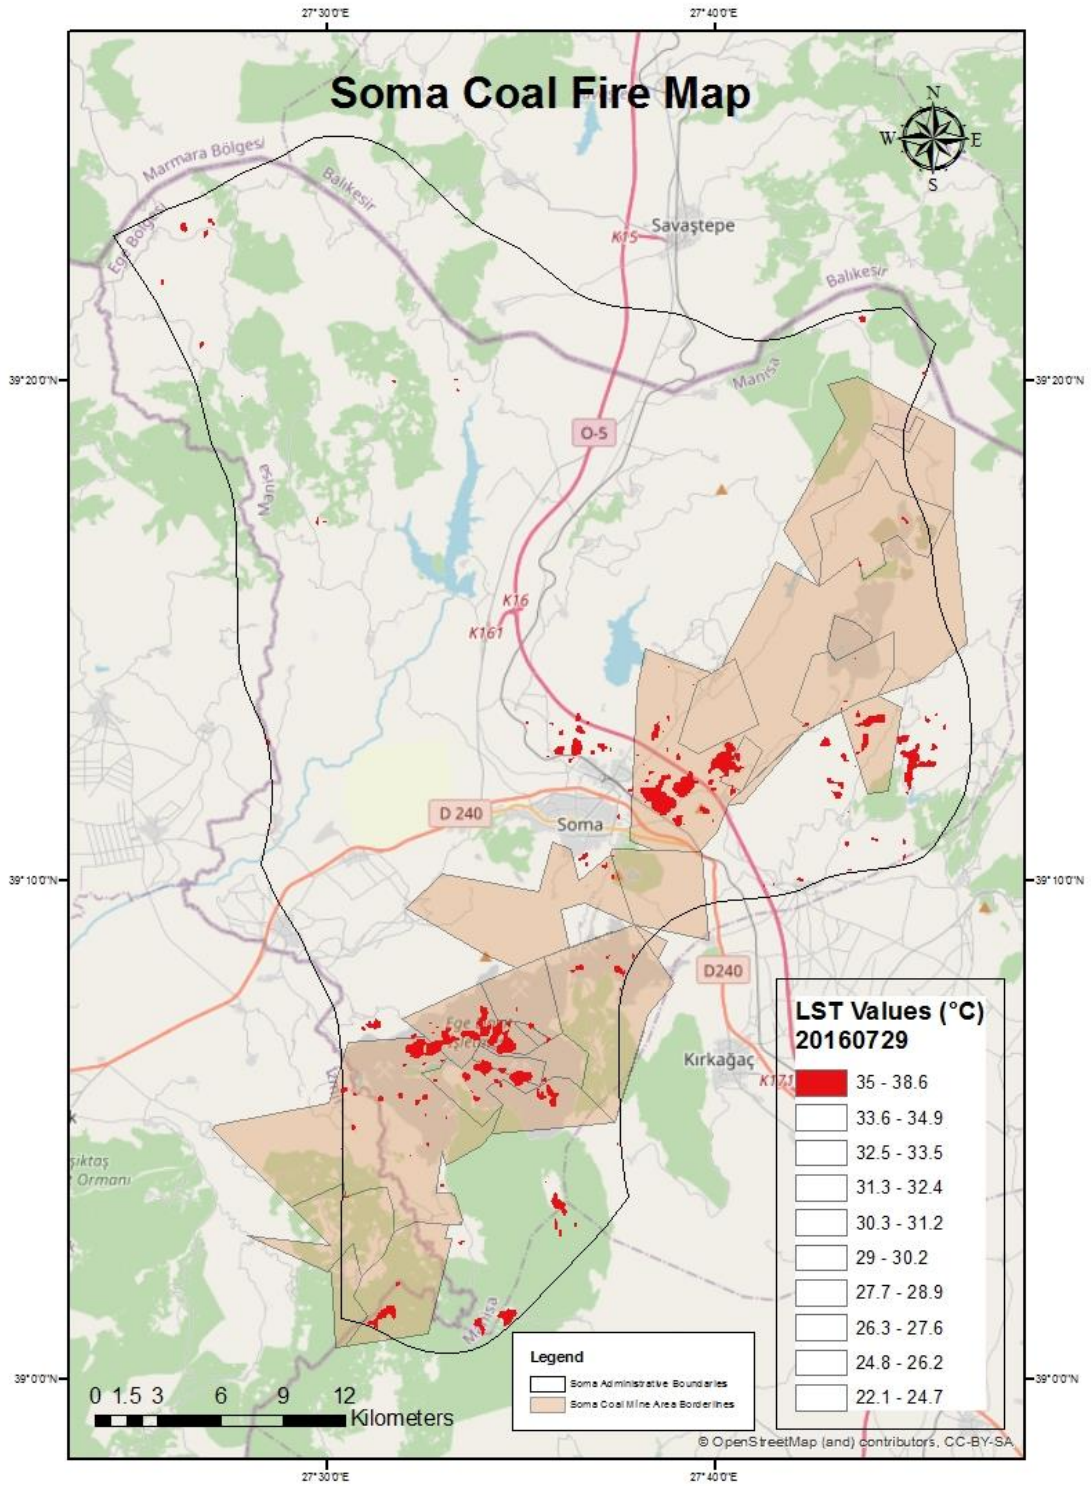 27°30'0"E
27°40'0"E
Soma Coal Fire Map
N
W
E
S
Marmara Bölgesi
Ege Bölgesi
Balıkesir
Savaştepe
K15
Balıkesir
39°20'0"N
39°20'0"N
Manisa
O-5
Manisa
K16
K161
D 240
Soma
39°10'0"N
39°10'0"N
D240
Ege
Kırkağaç
K171
LST Values (°C)
20160729
35 - 38.6
33.6 - 34.9
32.5 - 33.5
31.3 - 32.4
30.3 - 31.2
29 - 30.2
27.7 - 28.9
26.3 - 27.6
24.8 - 26.2
22.1 - 24.7
şıktaş
Ormanı
Manisa
Legend
Soma Administrative Boundaries
Soma Coal Mine Area Borderlines
39°0'0"N
39°0'0"N
0 1.5 3 6 9 12
Kilometers
© OpenStreetMap (and) contributors, CC-BY-SA
27°30'0"E
27°40'0"E